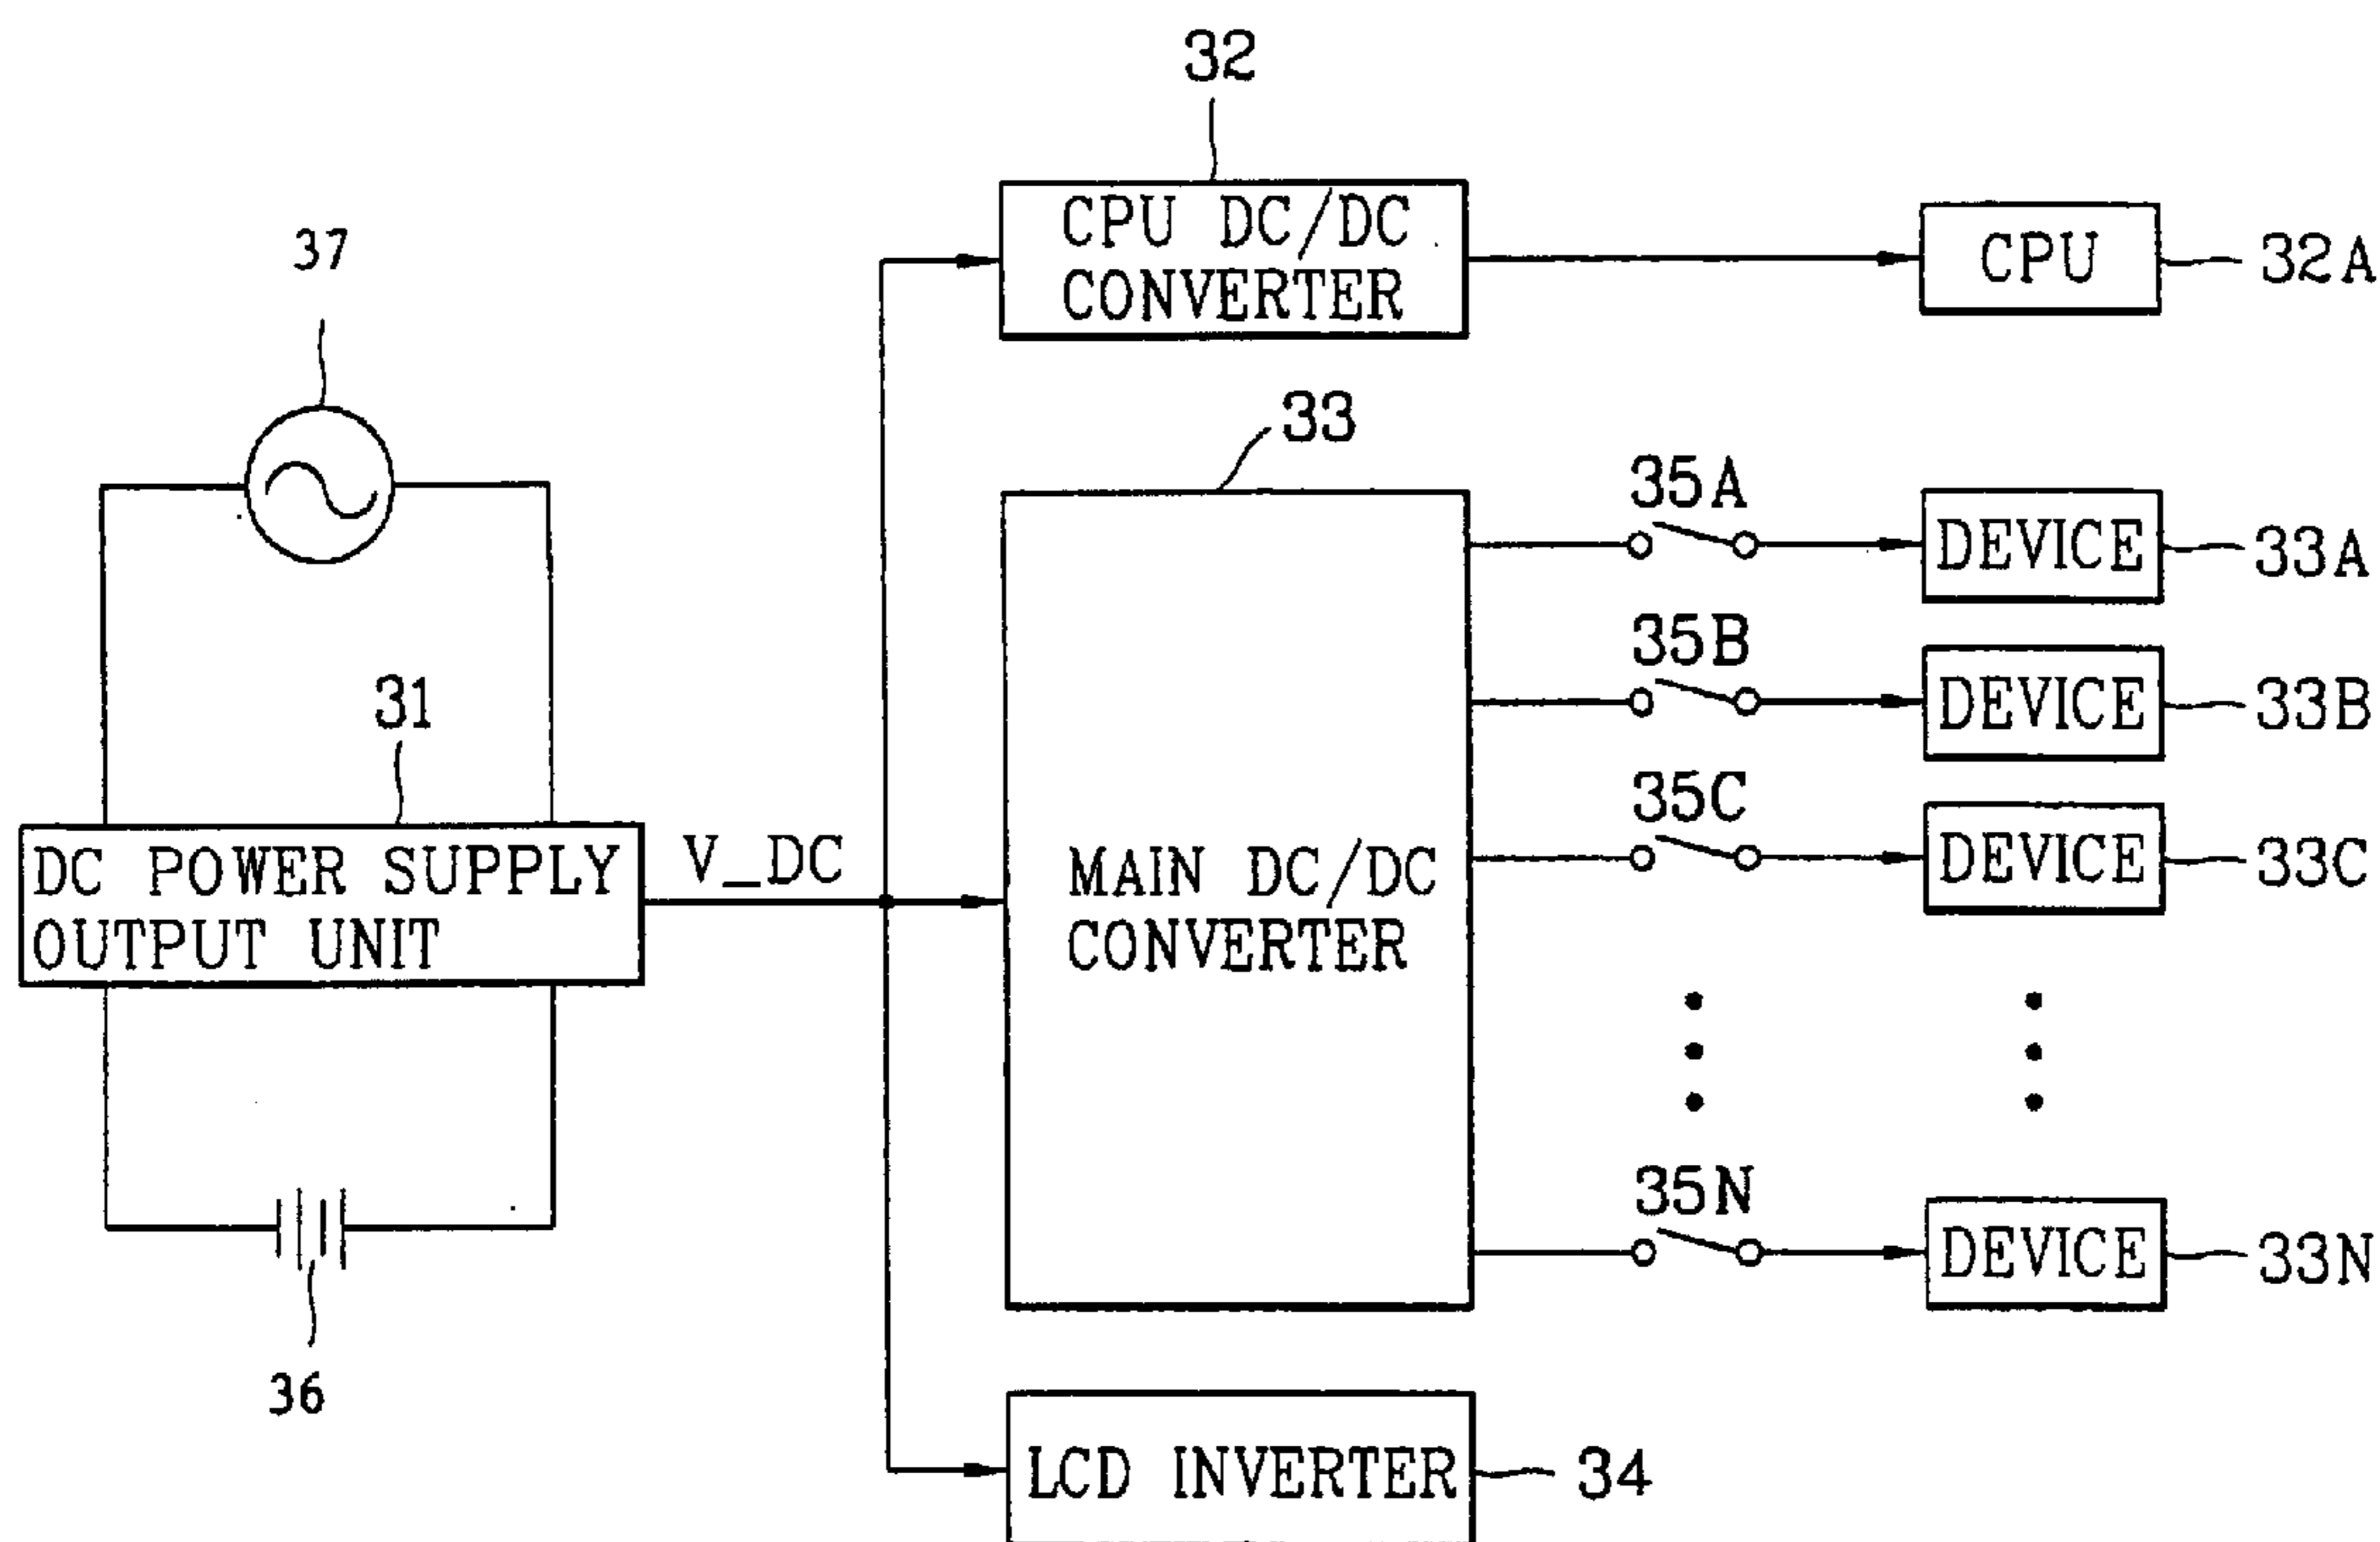 32
CPU DC/DC
CONVERTER
CPU
32A
37
33
35A
DEVICE
33A
35B
DEVICE
33B
31
35C
DEVICE
33C
DC POWER SUPPLY
OUTPUT UNIT
V_DC
MAIN DC/DC
CONVERTER
35N
DEVICE
33N
36
LCD INVERTER
34